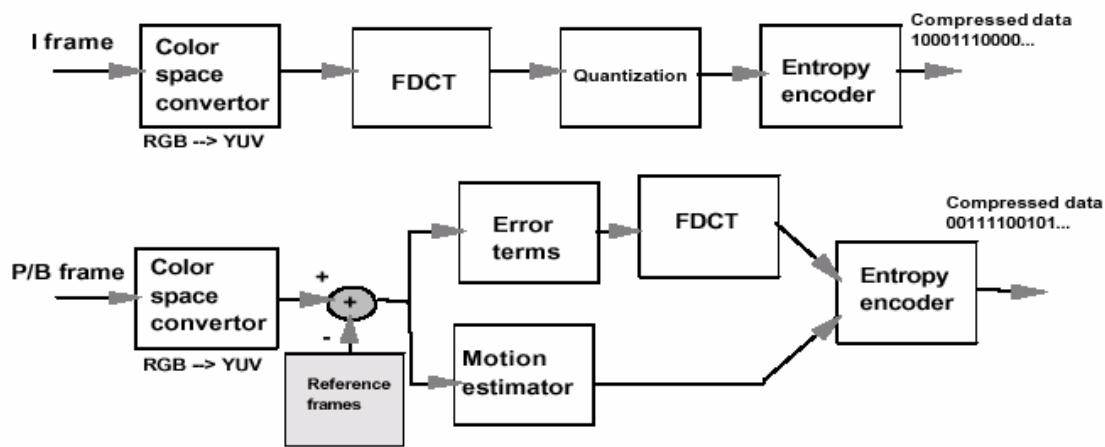 I frame
Color
space
convertor
RGB --> YUV
FDCT
Quantization
Entropy
encoder
Compressed data
10001110000...
P/B frame
Color
space
convertor
RGB --> YUV
+
+
-
Reference
frames
Error
terms
FDCT
Motion
estimator
Entropy
encoder
Compressed data
00111100101...